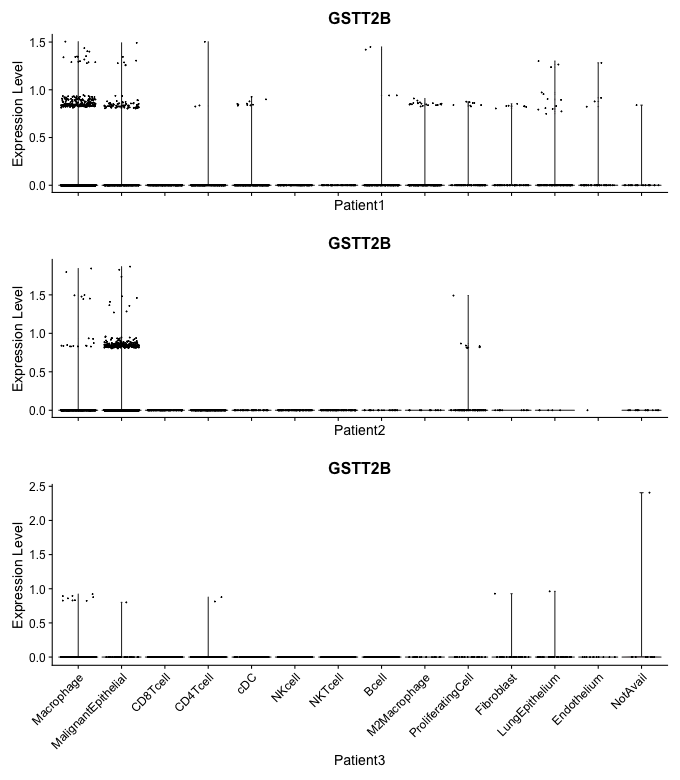 GSTT2B
Expression Level
1.5
1.0
0.5
0.0
Patient1
GSTT2B
Expression Level
1.5
1.0
0.5
0.0
Patient2
GSTT2B
Expression Level
2.5
2.0
1.5
1.0
0.5
0.0
Macrophage
MalignantEpithelial
CD8Tcell
CD4Tcell
cDC
NKcell
NKTcell
Bcell
M2Macrophage
ProliferatingCell
Fibroblast
LungEpithelium
Endothelium
NotAvail
Patient3